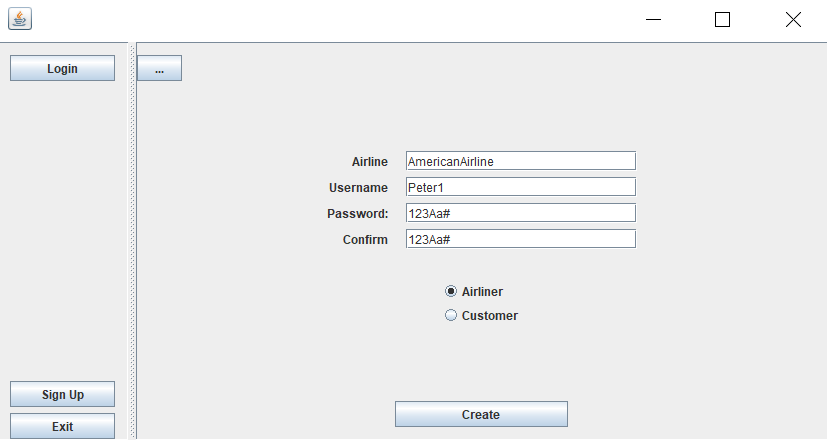 Login
...
Airline AmericanAirline
Username Peter1
Password: 123Aa#
Confirm 123Aa#
Airliner
Customer
Sign Up
Create
Exit